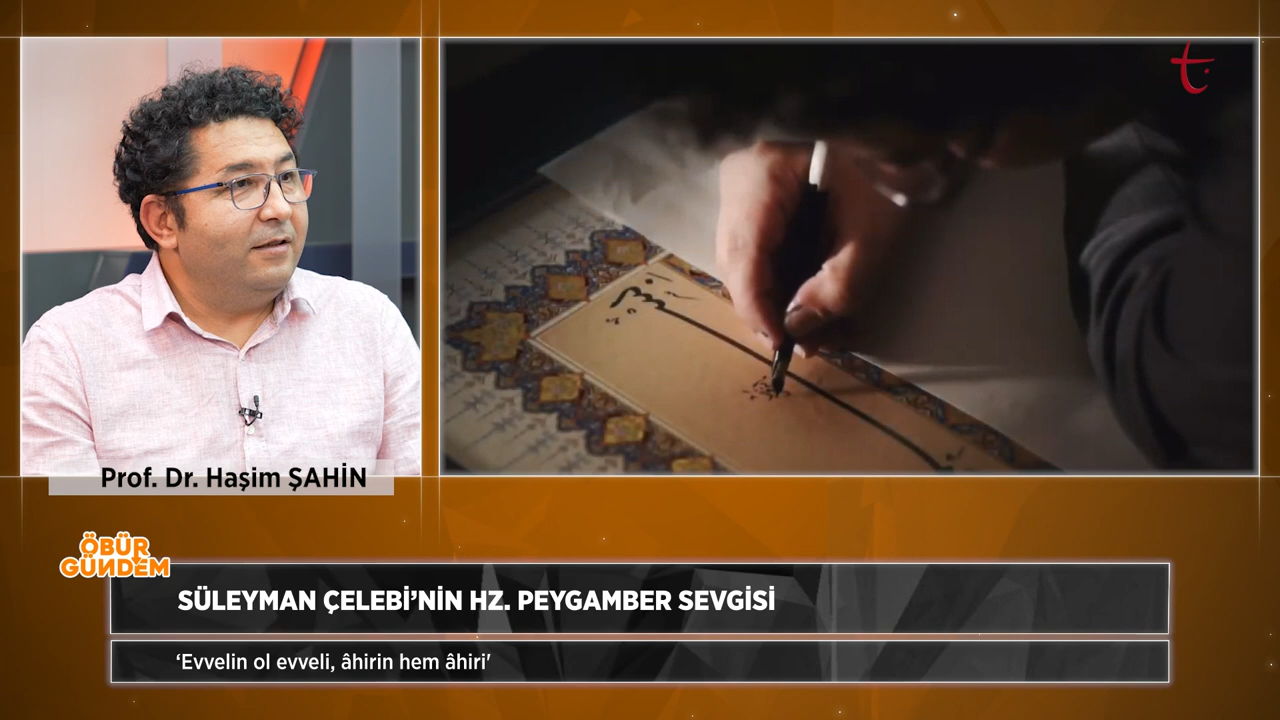 Prof. Dr. Haşim ŞAHİN
ÖBÜR
GÜNDEM
SÜLEYMAN ÇELEBİ’NİN HZ. PEYGAMBER SEVGİSİ
‘Evvelin ol evveli, âhirin hem âhiri'